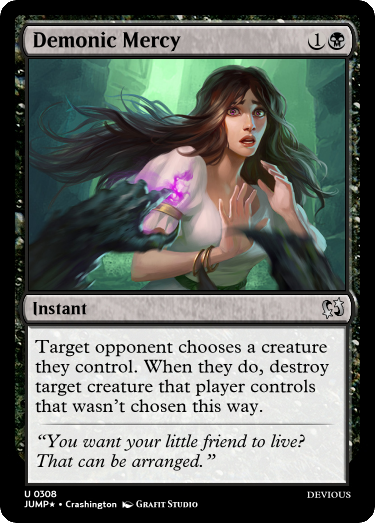 Demonic Mercy 1
Instant
Target opponent chooses a creature
they control. When they do, destroy
target creature that player controls
that wasn't chosen this way.
“You want your little friend to live?
That can be arranged.”
U 0308
JUMP★ • Crashington Grafit Studio
DEVIOUS